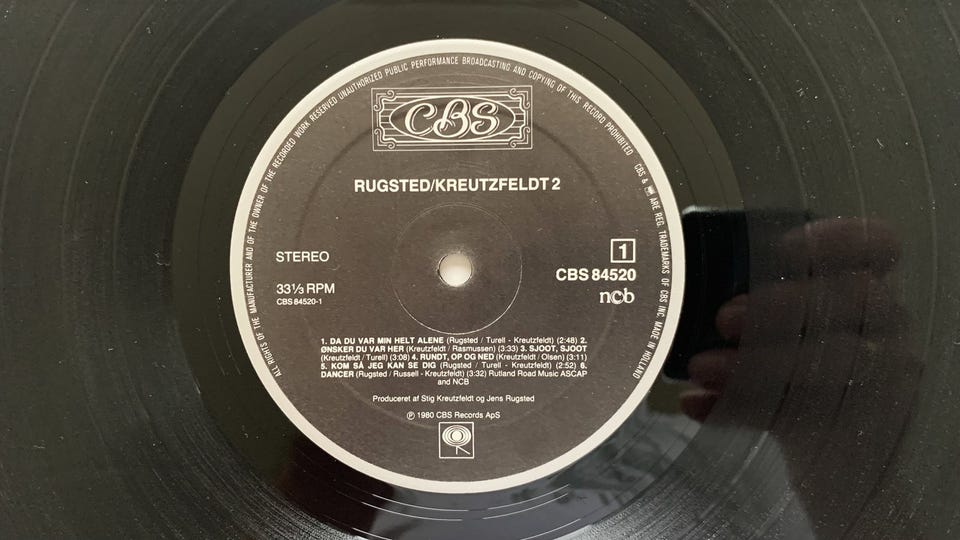 ALL RIGHTS OF THE MANUFACTURER AND OF THE OWNER OF THE RECORDED WORK RESERVED UNAUTHORIZED PUBLIC PERFORMANCE BROADCASTING AND COPYING OF THIS RECORD PROHIBITED CBS & ARE REG. TRADEMARKS OF CBS INC. MADE IN HOLLAND
CBS
RUGSTED/KREUTZFELDT 2
STEREO
33⅓ RPM
CBS 84520-1
1
CBS 84520
ncb
1. DA DU VAR MIN HELT ALENE (Rugsted / Turell - Kreutzfeldt) (2:48) 2.
ØNSKER DU VAR HER (Kreutzfeldt / Rasmussen) (3:33) 3. SJOOT, SJOOT
(Kreutzfeldt / Turell) (3:08) 4. RUNDT, OP OG NED (Kreutzfeldt / Olsen) (3:11)
5. KOM SÅ JEG KAN SE DIG (Rugsted / Turell - Kreutzfeldt) (2:52) 6.
DANCER (Rugsted / Russell - Kreutzfeldt) (3:32) Rutland Road Music ASCAP
and NCB
Produceret af Stig Kreutzfeldt og Jens Rugsted
℗ 1980 CBS Records ApS